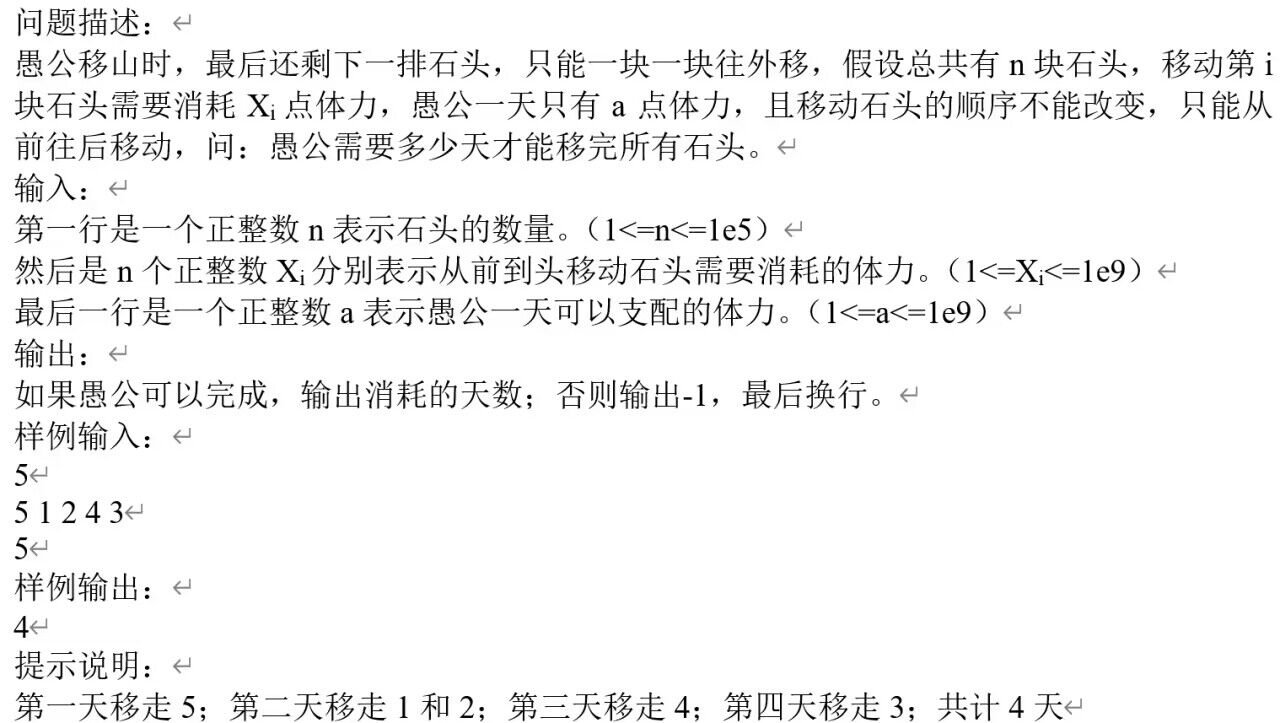 问题描述：↵
愚公移山时，最后还剩下一排石头，只能一块一块往外移，假设总共有 n 块石头，移动第 i
块石头需要消耗 Xi 点体力，愚公一天只有 a 点体力，且移动石头的顺序不能改变，只能从
前往后移动，问：愚公需要多少天才能移完所有石头。↵
输入：↵
第一行是一个正整数 n 表示石头的数量。（1<=n<=1e5）↵
然后是 n 个正整数 Xi 分别表示从前到头移动石头需要消耗的体力。（1<=Xi<=1e9）↵
最后一行是一个正整数 a 表示愚公一天可以支配的体力。（1<=a<=1e9）↵
输出：↵
如果愚公可以完成，输出消耗的天数；否则输出-1，最后换行。↵
样例输入：↵
5↵
5 1 2 4 3↵
5↵
样例输出：↵
4↵
提示说明：↵
第一天移走 5；第二天移走 1 和 2；第三天移走 4；第四天移走 3；共计 4 天↵